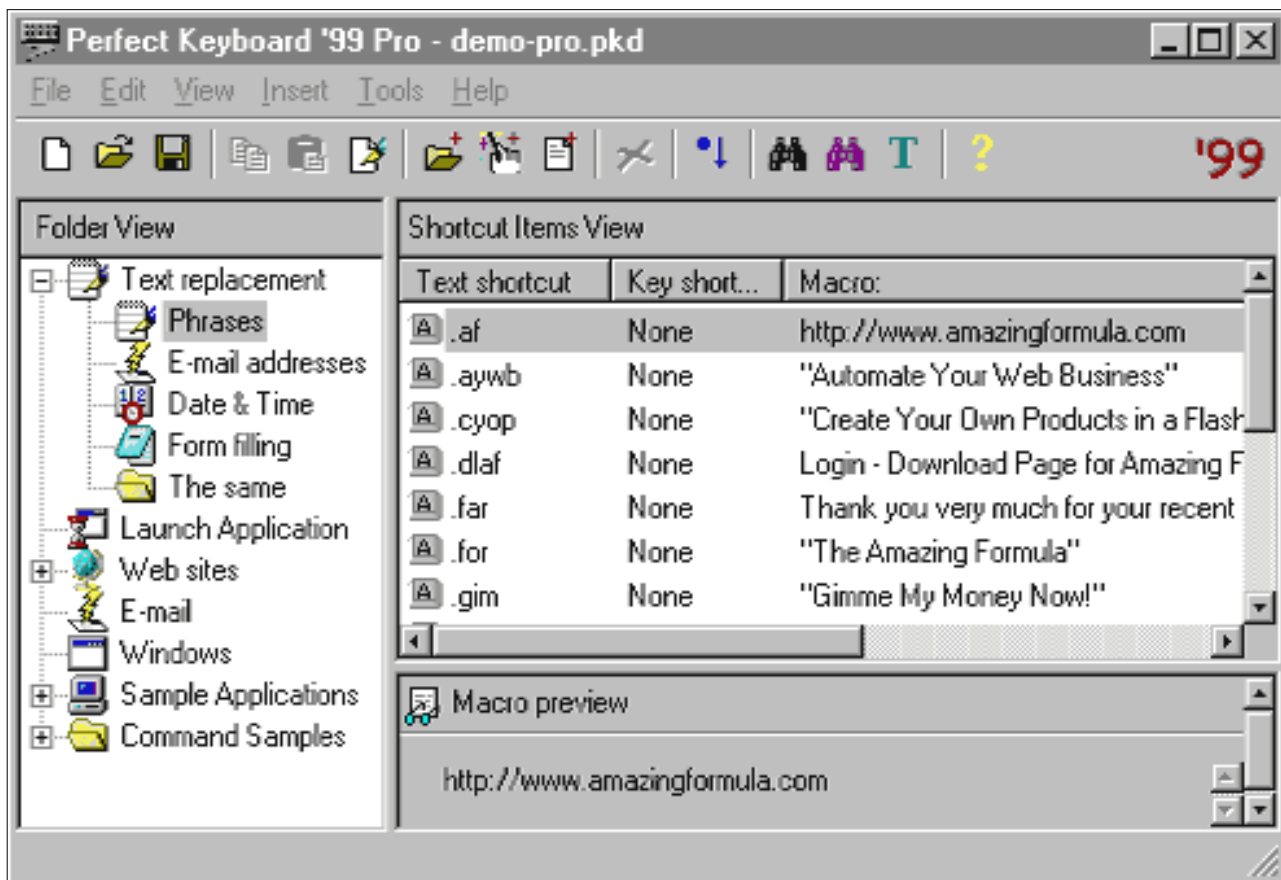 Perfect Keyboard '99 Pro - demo-pro.pkd
File Edit View Insert Tools Help
T ? '99
Folder View
Text replacement
Phrases
E-mail addresses
Date & Time
Form filling
The same
Launch Application
Web sites
E-mail
Windows
Sample Applications
Command Samples
Shortcut Items View
Text shortcut Key short... Macro:
A .af None http://www.amazingformula.com
A .aywb None "Automate Your Web Business"
A .cyop None "Create Your Own Products in a Flash
A .dlaf None Login - Download Page for Amazing F
A .far None Thank you very much for your recent
A .for None "The Amazing Formula"
A .gim None "Gimme My Money Now!"
Macro preview
http://www.amazingformula.com